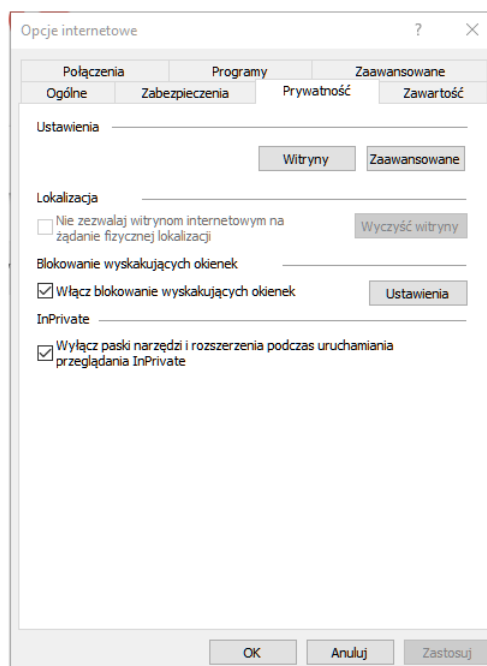 Opcje internetowe
?
Połączenia Programy Zaawansowane
Ogólne Zabezpieczenia Prywatność Zawartość
Ustawienia
Witryny Zaawansowane
Lokalizacja
Nie zezwalaj witrynom internetowym na
żądanie fizycznej lokalizacji
Wyczyść witryny
Blokowanie wyskakujących okienek
Włącz blokowanie wyskakujących okienek
Ustawienia
InPrivate
Wyłącz paski narzędzi i rozszerzenia podczas uruchamiania
przeglądania InPrivate
OK Anuluj Zastosuj